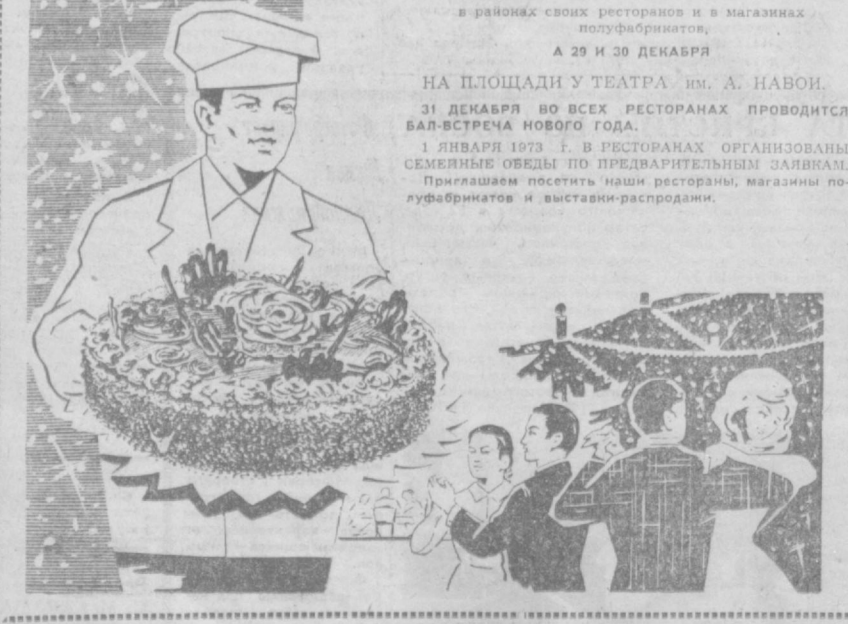 в районах своих ресторанов и в магазинах
полуфабрикатов,
А 29 И 30 ДЕКАБРЯ
НА ПЛОЩАДИ У ТЕАТРА им. А. НАВОИ.
31 ДЕКАБРЯ ВО ВСЕХ РЕСТОРАНАХ ПРОВОДИТСЯ
БАЛ-ВСТРЕЧА НОВОГО ГОДА.
1 ЯНВАРЯ 1973 г. В РЕСТОРАНАХ ОРГАНИЗОВАНЫ
СЕМЕЙНЫЕ ОБЕДЫ ПО ПРЕДВАРИТЕЛЬНЫМ ЗАЯВКАМ.
Приглашаем посетить наши рестораны, магазины по-
луфабрикатов и выставки-распродажи.